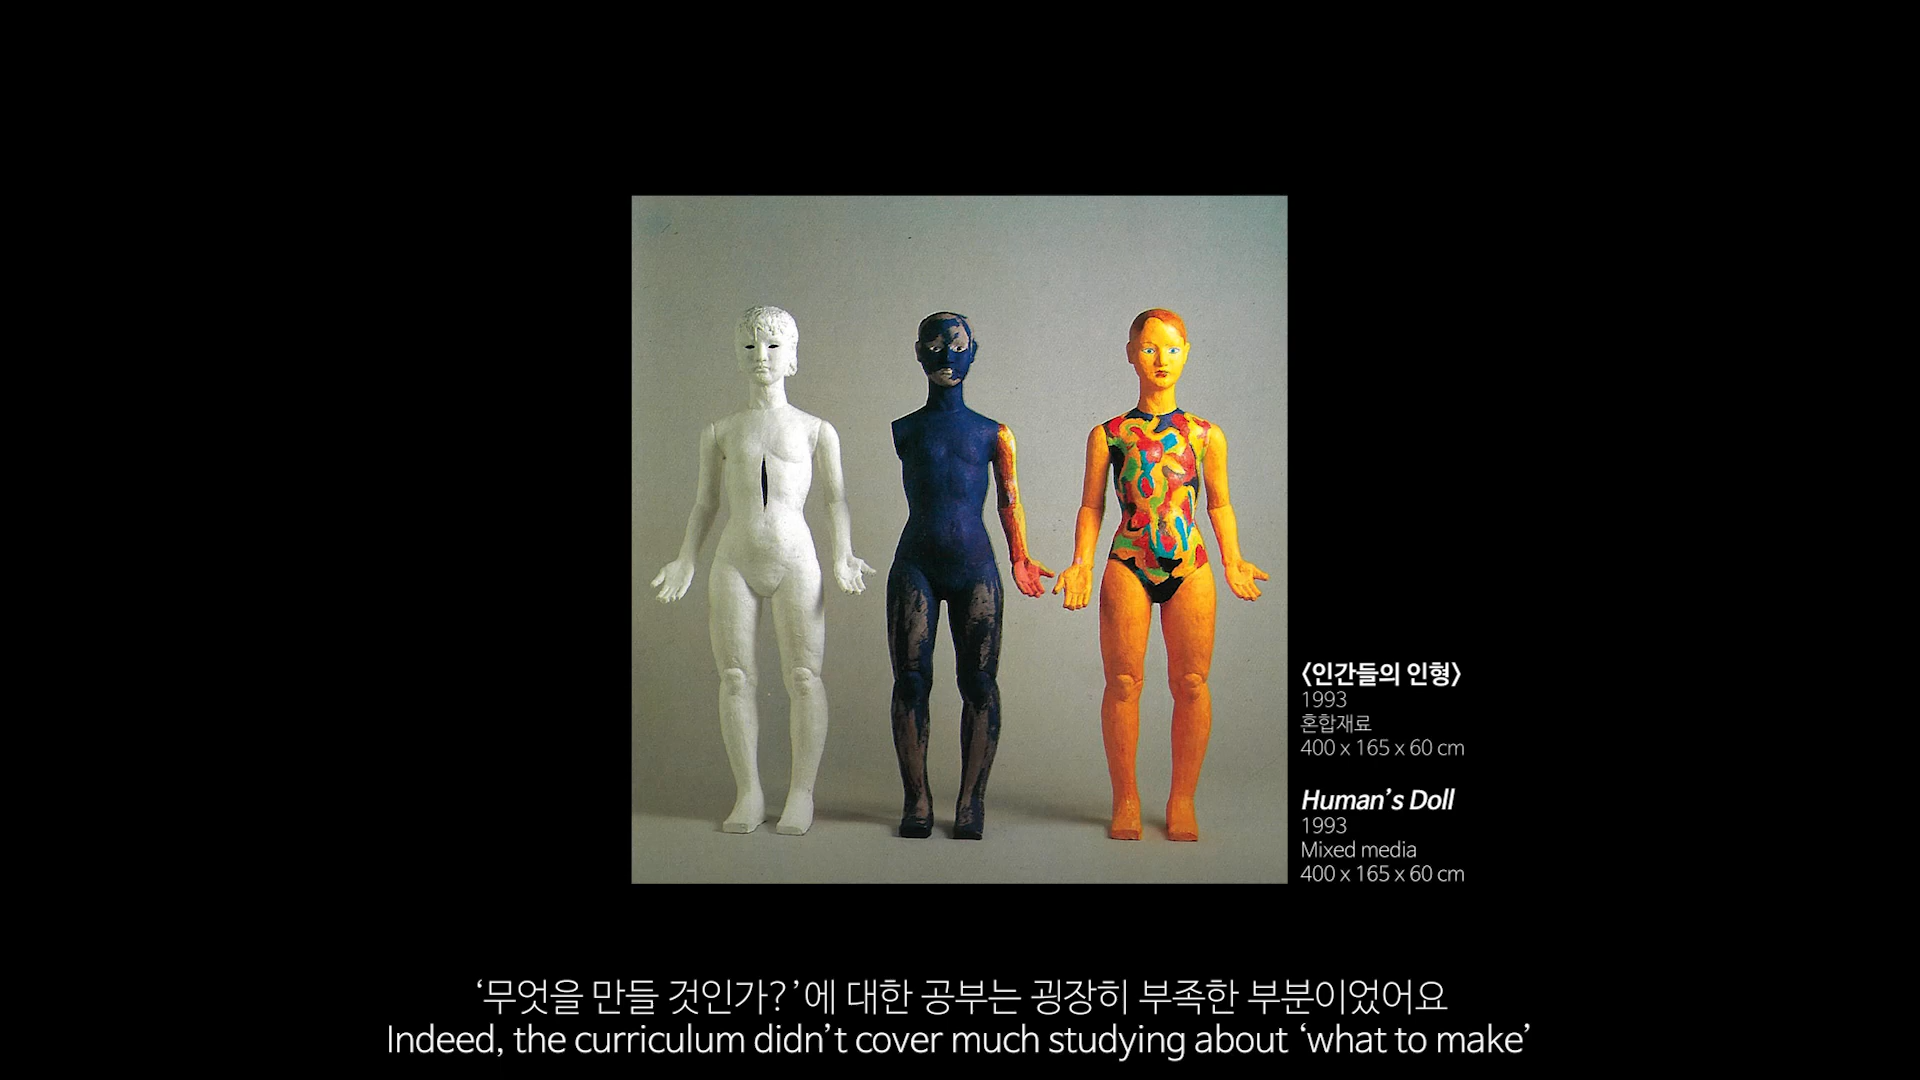 〈인간들의 인형〉
1993
혼합재료
400 x 165 x 60 cm
Human’s Doll
1993
Mixed media
400 x 165 x 60 cm
‘무엇을 만들 것인가?’에 대한 공부는 굉장히 부족한 부분이었어요
Indeed, the curriculum didn’t cover much studying about ‘what to make’